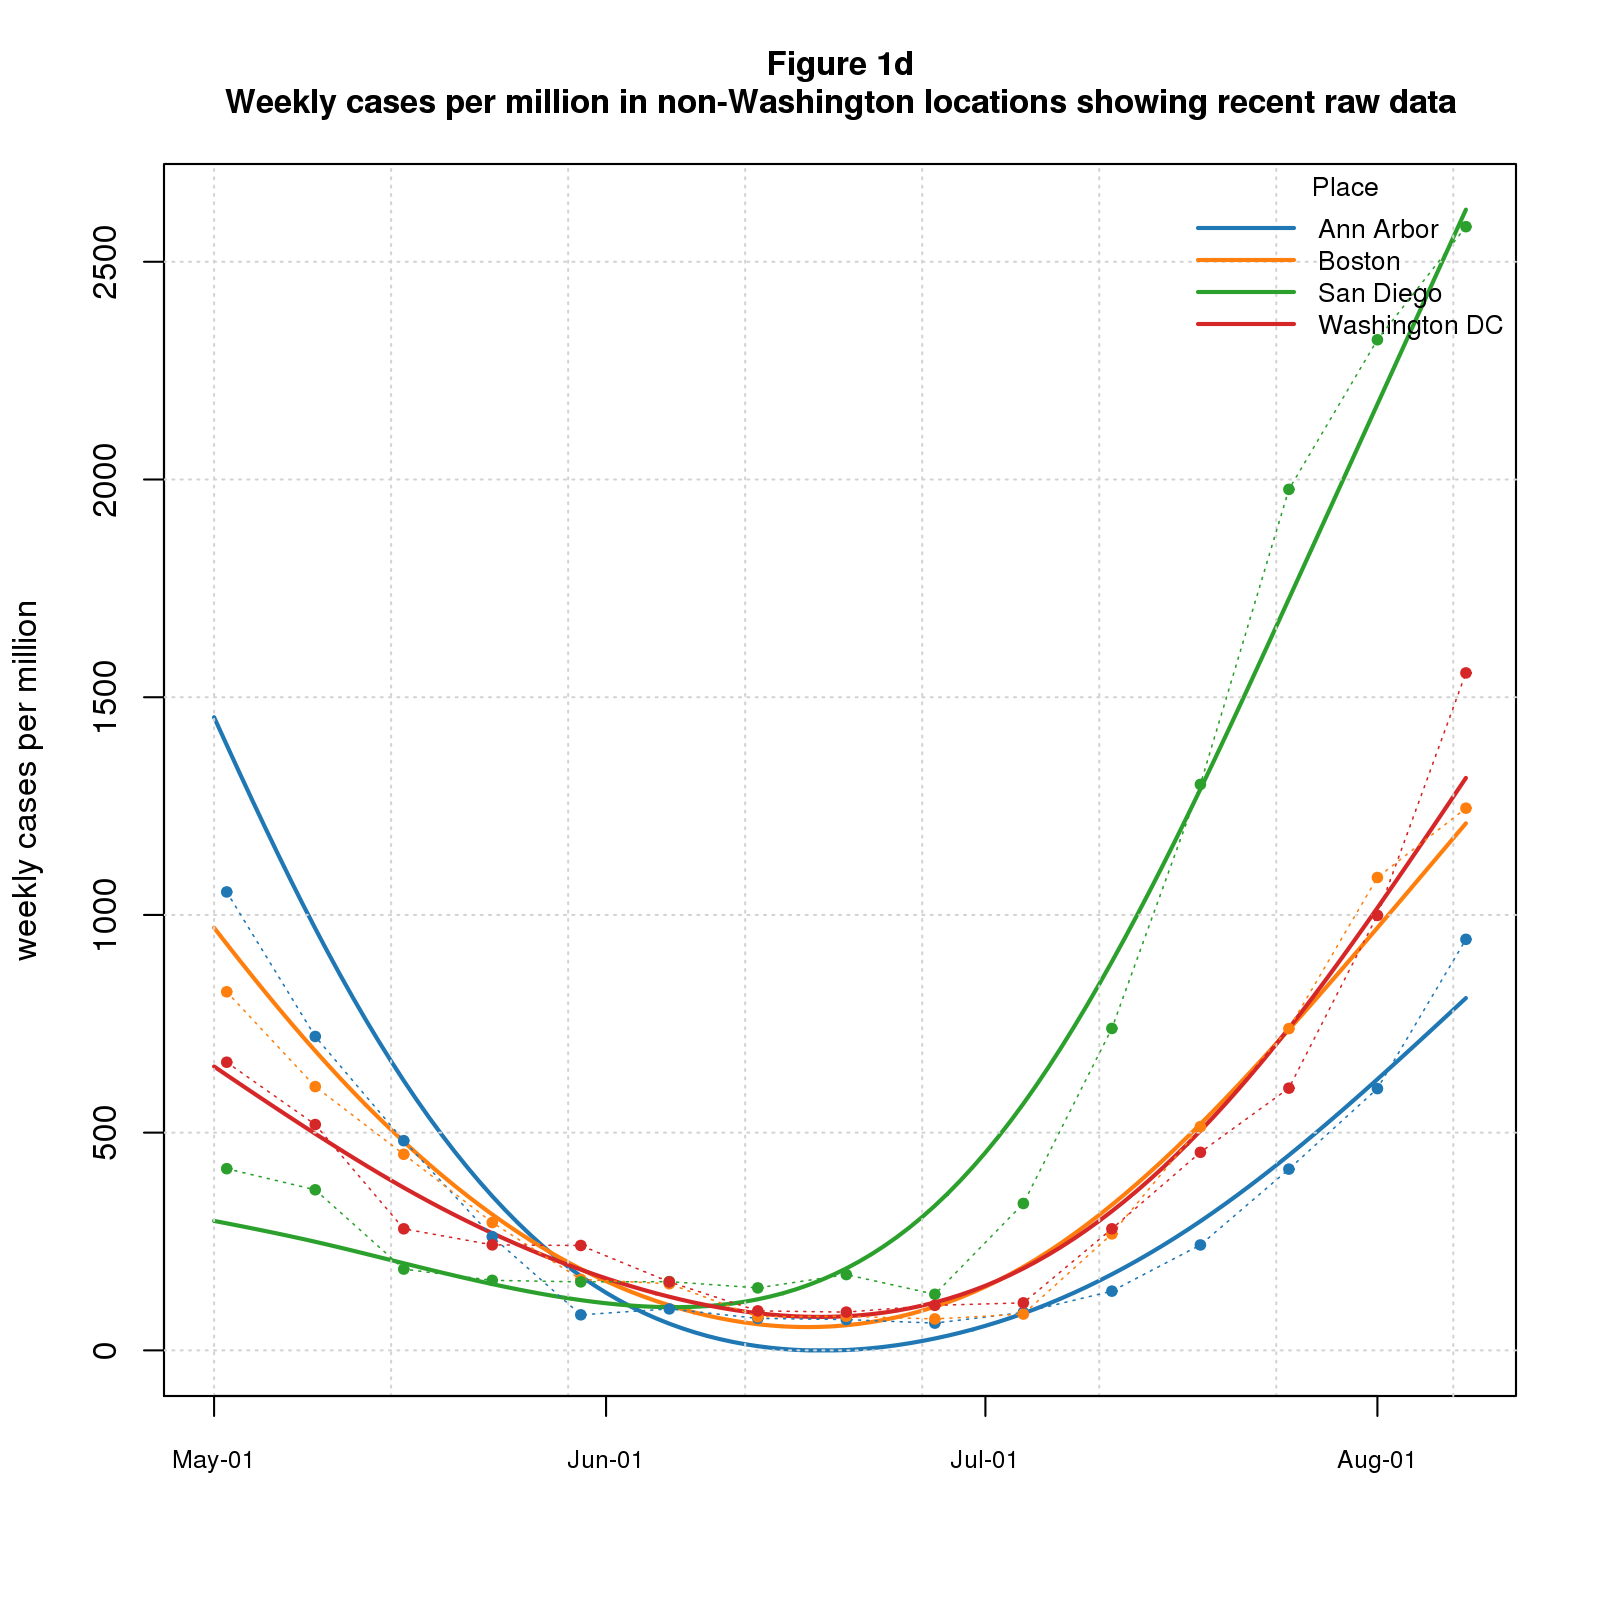 Figure 1d
Weekly cases per million in non-Washington locations showing recent raw data
Place
Ann Arbor
Boston
San Diego
Washington DC
weekly cases per million
2500
2000
1500
1000
500
0
May-01
Jun-01
Jul-01
Aug-01